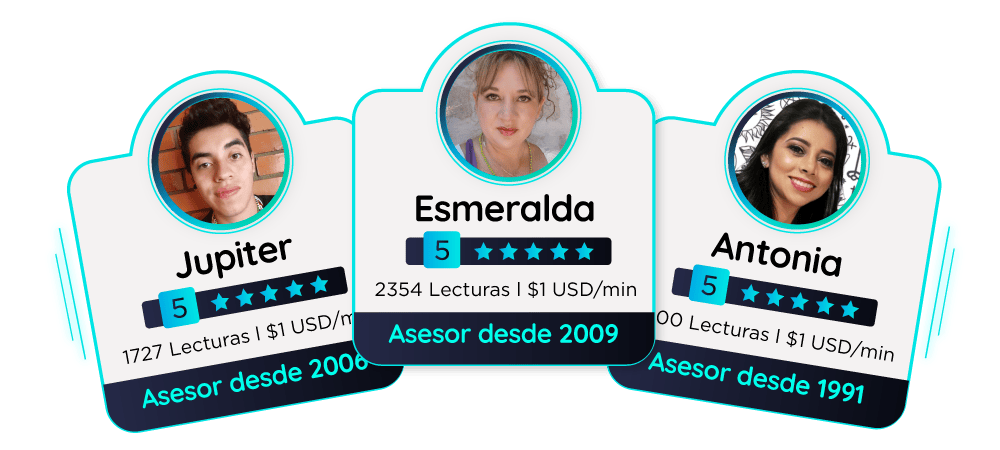 Jupiter
5
1727 Lecturas I $1 USD/m
Asesor desde 2006
Esmeralda
5
2354 Lecturas I $1 USD/min
Asesor desde 2009
Antonia
5
00 Lecturas I $1 USD/min
Asesor desde 1991